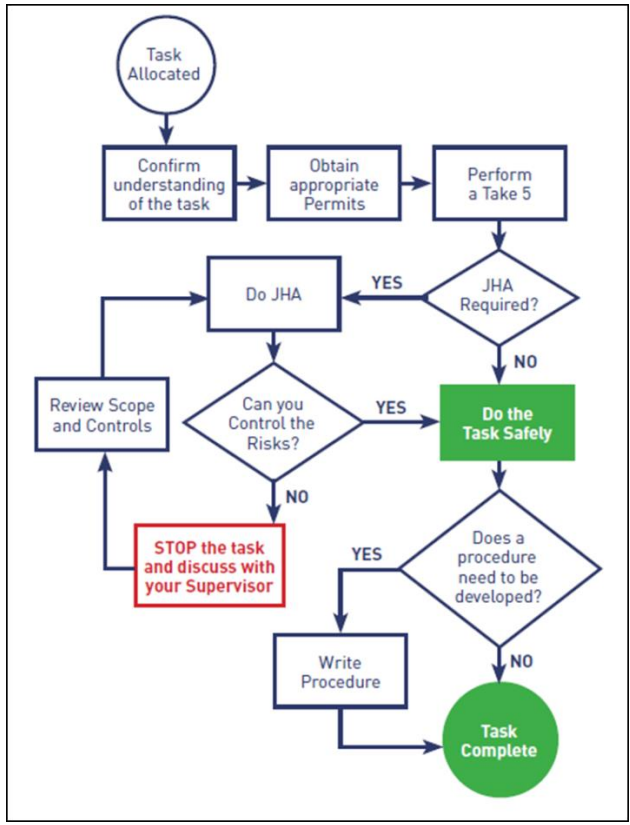 Task
Allocated
Confirm
understanding
of the task
Obtain
appropriate
Permits
Perform
a Take 5
JHA
Required?
YES
Do JHA
NO
Review Scope
and Controls
Can you
Control the
Risks?
YES
Do the
Task Safely
NO
STOP the task
and discuss with
your Supervisor
Does a
procedure
need to be
developed?
YES
Write
Procedure
NO
Task
Complete